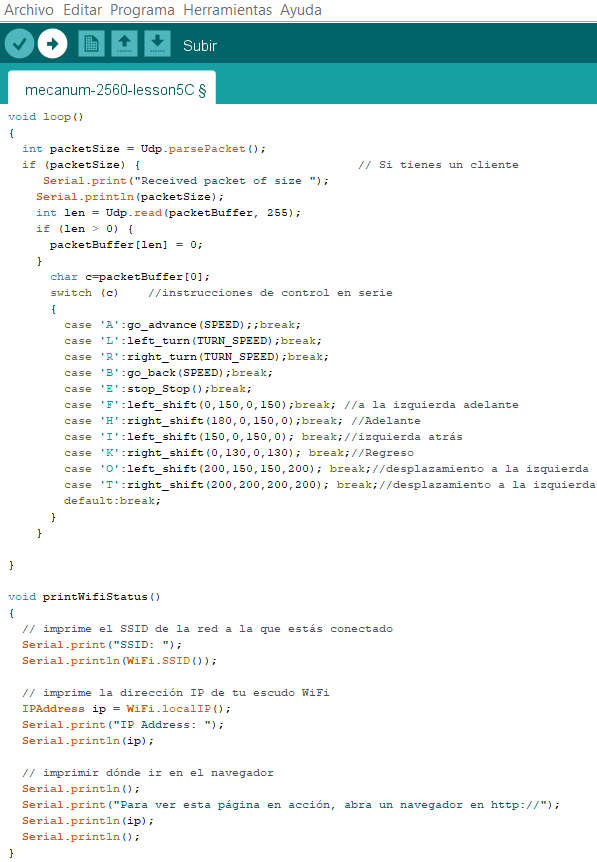 Archivo Editar Programa Herramientas Ayuda
Subir
mecanum-2560-lesson5C §
void loop()
{
  int packetSize = Udp.parsePacket();
  if (packetSize) {                               // Si tienes un cliente
     Serial.print("Received packet of size ");
    Serial.println(packetSize);
    int len = Udp.read(packetBuffer, 255);
    if (len > 0) {
      packetBuffer[len] = 0;
    }
      char c=packetBuffer[0];
      switch (c)    //instrucciones de control en serie
      {
        case 'A':go_advance(SPEED);;break;
        case 'L':left_turn(TURN_SPEED);break;
        case 'R':right_turn(TURN_SPEED);break;
        case 'B':go_back(SPEED);break;
        case 'E':stop_Stop();break;
        case 'F':left_shift(0,150,0,150);break; //a la izquierda adelante
        case 'H':right_shift(180,0,150,0);break; //Adelante
        case 'I':left_shift(150,0,150,0); break;//izquierda atrás
        case 'K':right_shift(0,130,0,130); break;//Regreso
        case 'O':left_shift(200,150,150,200); break;//desplazamiento a la izquierda
        case 'T':right_shift(200,200,200,200); break;//desplazamiento a la izquierda
        default:break;
      }
    }

}

void printWifiStatus()
{
  // imprime el SSID de la red a la que estás conectado
  Serial.print("SSID: ");
  Serial.println(WiFi.SSID());

  // imprime la dirección IP de tu escudo WiFi
  IPAddress ip = WiFi.localIP();
  Serial.print("IP Address: ");
  Serial.println(ip);

  // imprimir dónde ir en el navegador
  Serial.println();
  Serial.print("Para ver esta página en acción, abra un navegador en http://");
  Serial.println(ip);
  Serial.println();
}